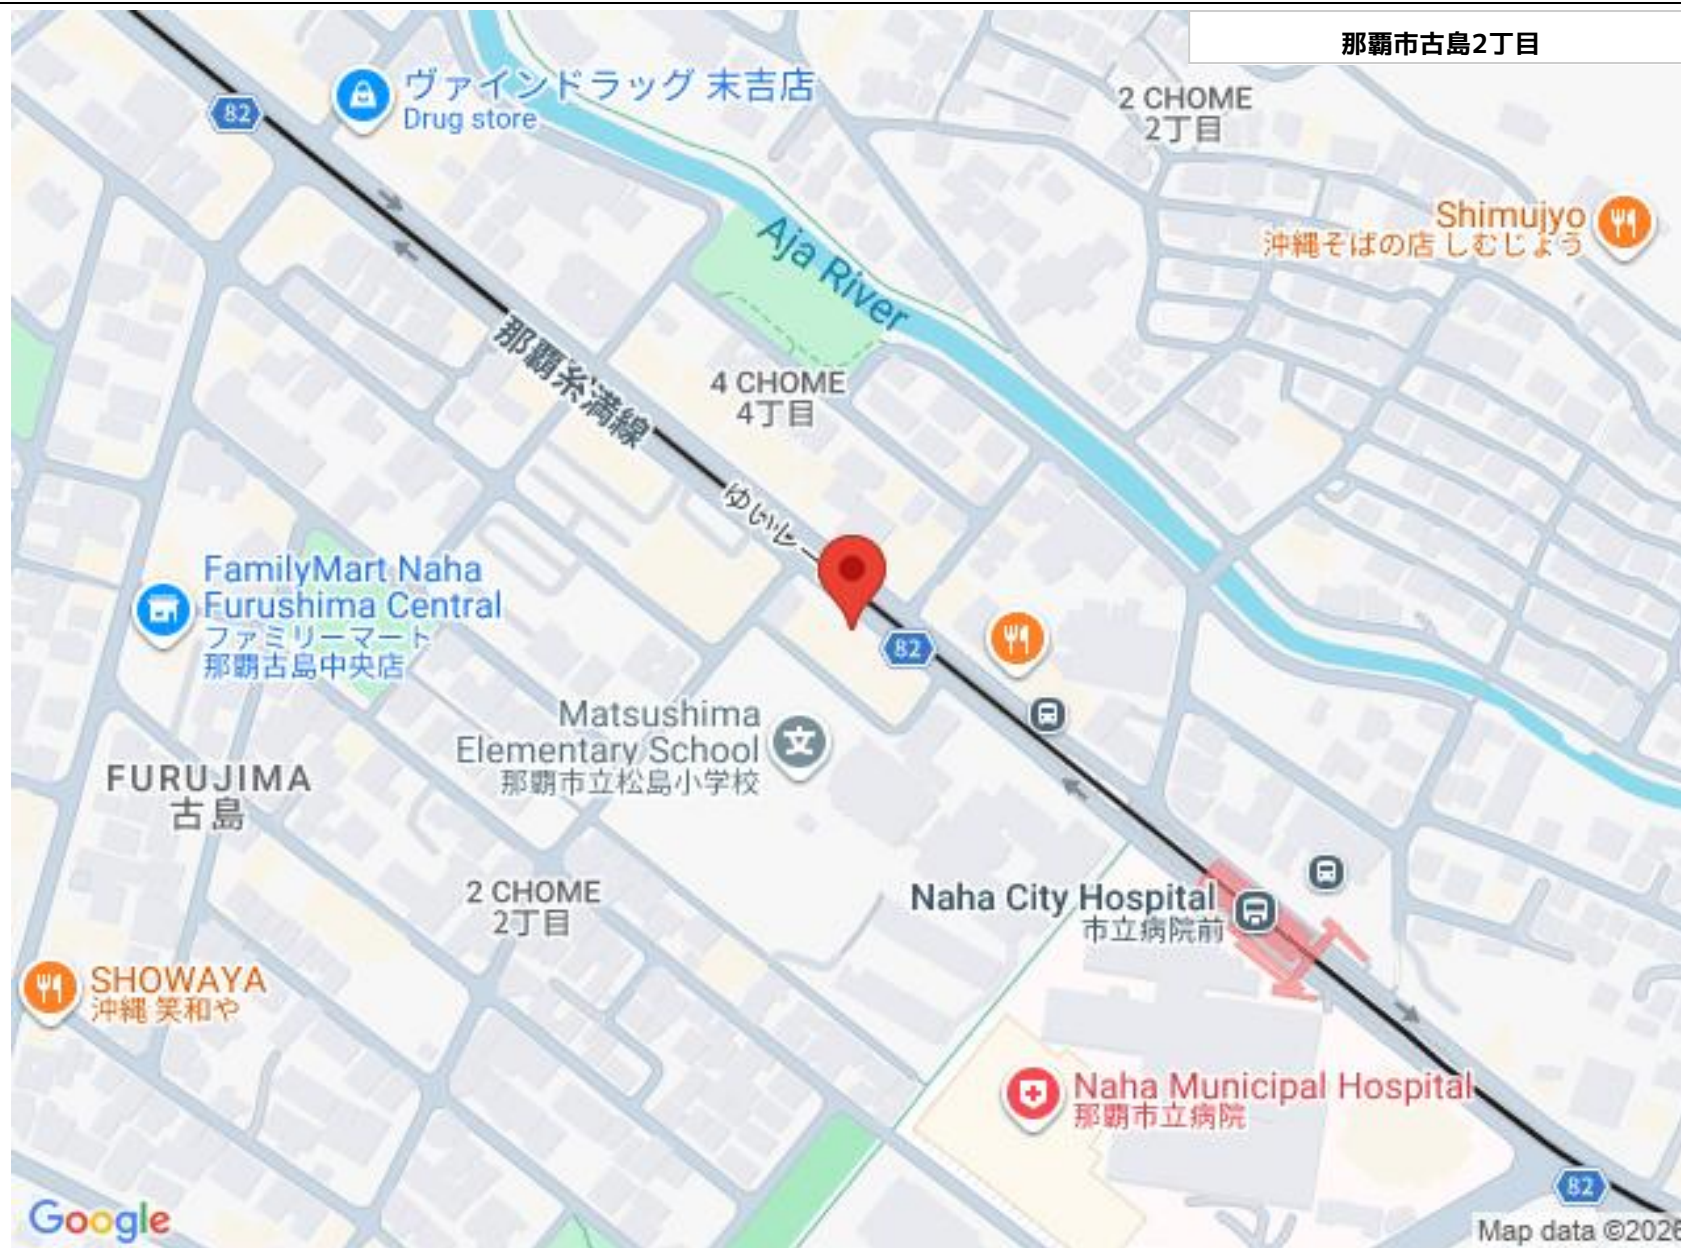 那覇市古島2丁目
82
ヴァインドラッグ 末吉店
Drug store
2 CHOME
2丁目
Shimujyo
沖縄そばの店 しむじょう
Aja River
那覇糸満線
4 CHOME
4丁目
ゆいレー
FamilyMart Naha
Furushima Central
ファミリーマート
那覇古島中央店
82
Matsushima
Elementary School
那覇市立松島小学校
文
FURUJIMA
古島
2 CHOME
2丁目
Naha City Hospital
市立病院前
SHOWAYA
沖縄 笑和や
Naha Municipal Hospital
那覇市立病院
82
Google
Map data ©2026